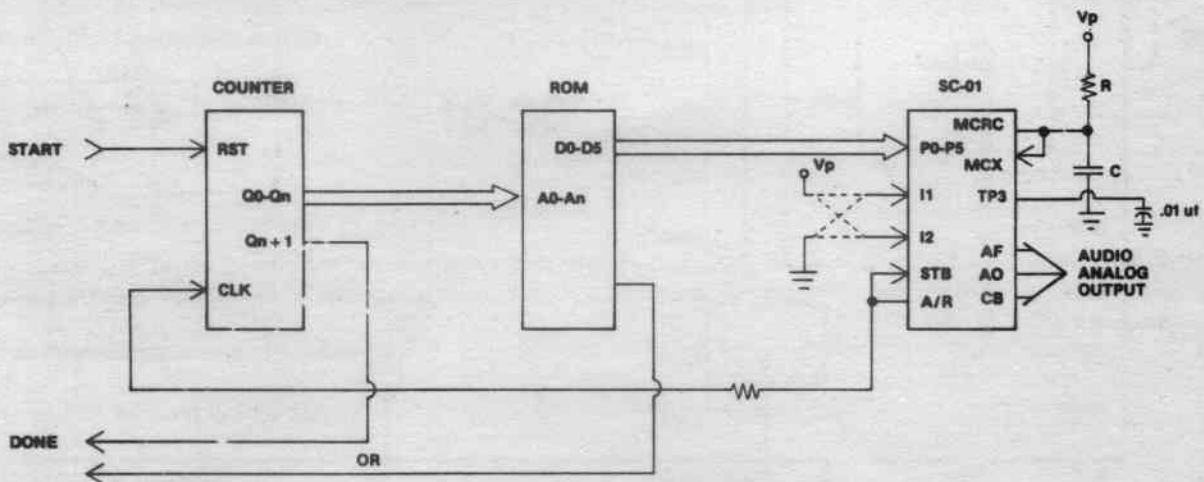 Vp
COUNTER
ROM
SC-01
R
START
RST
D0-D5
P0-P5
MCRC
MCX
C
Vp
Q0-Qn
A0-An
I1
TP3
.01 uf
Qn + 1
I2
AF
AUDIO
ANALOG
OUTPUT
STB
AO
CLK
A/R
CB
DONE
OR